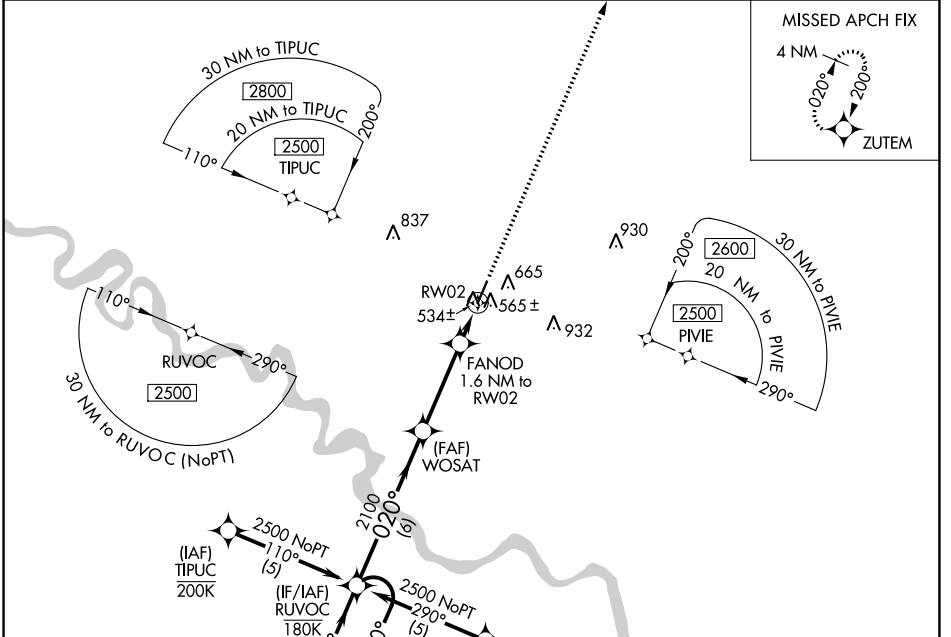 MISSED APCH FIX
4 NM
020°
200°
ZUTEM
30 NM to TIPUC
2800
20 NM to TIPUC
200°
2500
TIPUC
110°
837
930
200°
2600
30 NM to PIVIE
20 NM to PIVIE
2500
PIVIE
290°
665
RW02
534±
565±
932
110°
RUVOC
290°
2500
30 NM to RUVOC (NoPT)
FANOD
1.6 NM to
RW02
(FAF)
WOSAT
2100
020°
(6)
2500 NoPT
110°
(5)
(IAF)
TIPUC
200K
(IF/IAF)
RUVOC
180K
2500 NoPT
290°
(5)